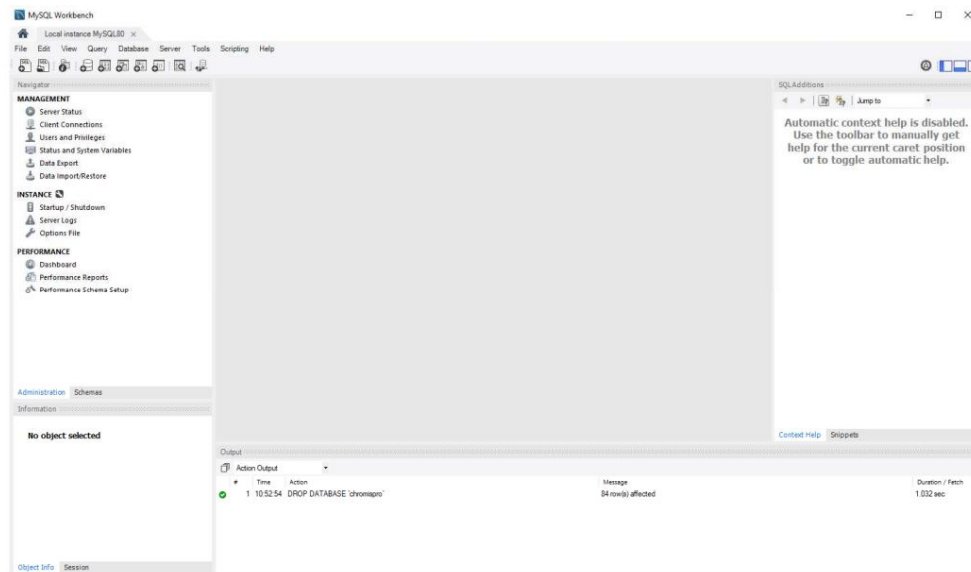 MySQL Workbench
Local instance MySQL80 ×
File Edit View Query Database Server Tools Scripting Help
Navigator
MANAGEMENT
Server Status
Client Connections
Users and Privileges
Status and System Variables
Data Export
Data Import/Restore
INSTANCE
Startup / Shutdown
Server Logs
Options File
PERFORMANCE
Dashboard
Performance Reports
Performance Schema Setup
Administration Schemas
Information
No object selected
Object Info Session
SQLAdditions
Jump to
Automatic context help is disabled.
Use the toolbar to manually get
help for the current caret position
or to toggle automatic help.
Context Help Snippets
Output
Action Output
# Time Action Message Duration / Fetch
1 10:52:54 DROP DATABASE `chromapro` 84 row(s) affected 1.032 sec